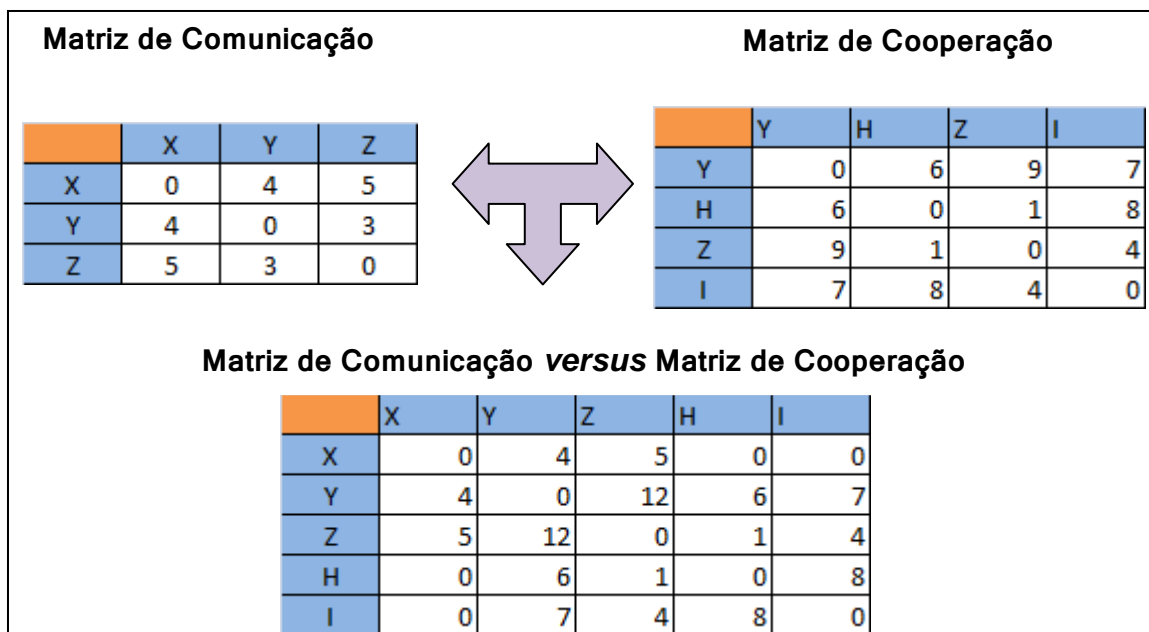 Matriz de Comunicação
Matriz de Cooperação
X Y Z
X 0 4 5
Y 4 0 3
Z 5 3 0
Y H Z I
Y 0 6 9 7
H 6 0 1 8
Z 9 1 0 4
I 7 8 4 0
Matriz de Comunicação versus Matriz de Cooperação
X Y Z H I
X 0 4 5 0 0
Y 4 0 12 6 7
Z 5 12 0 1 4
H 0 6 1 0 8
I 0 7 4 8 0